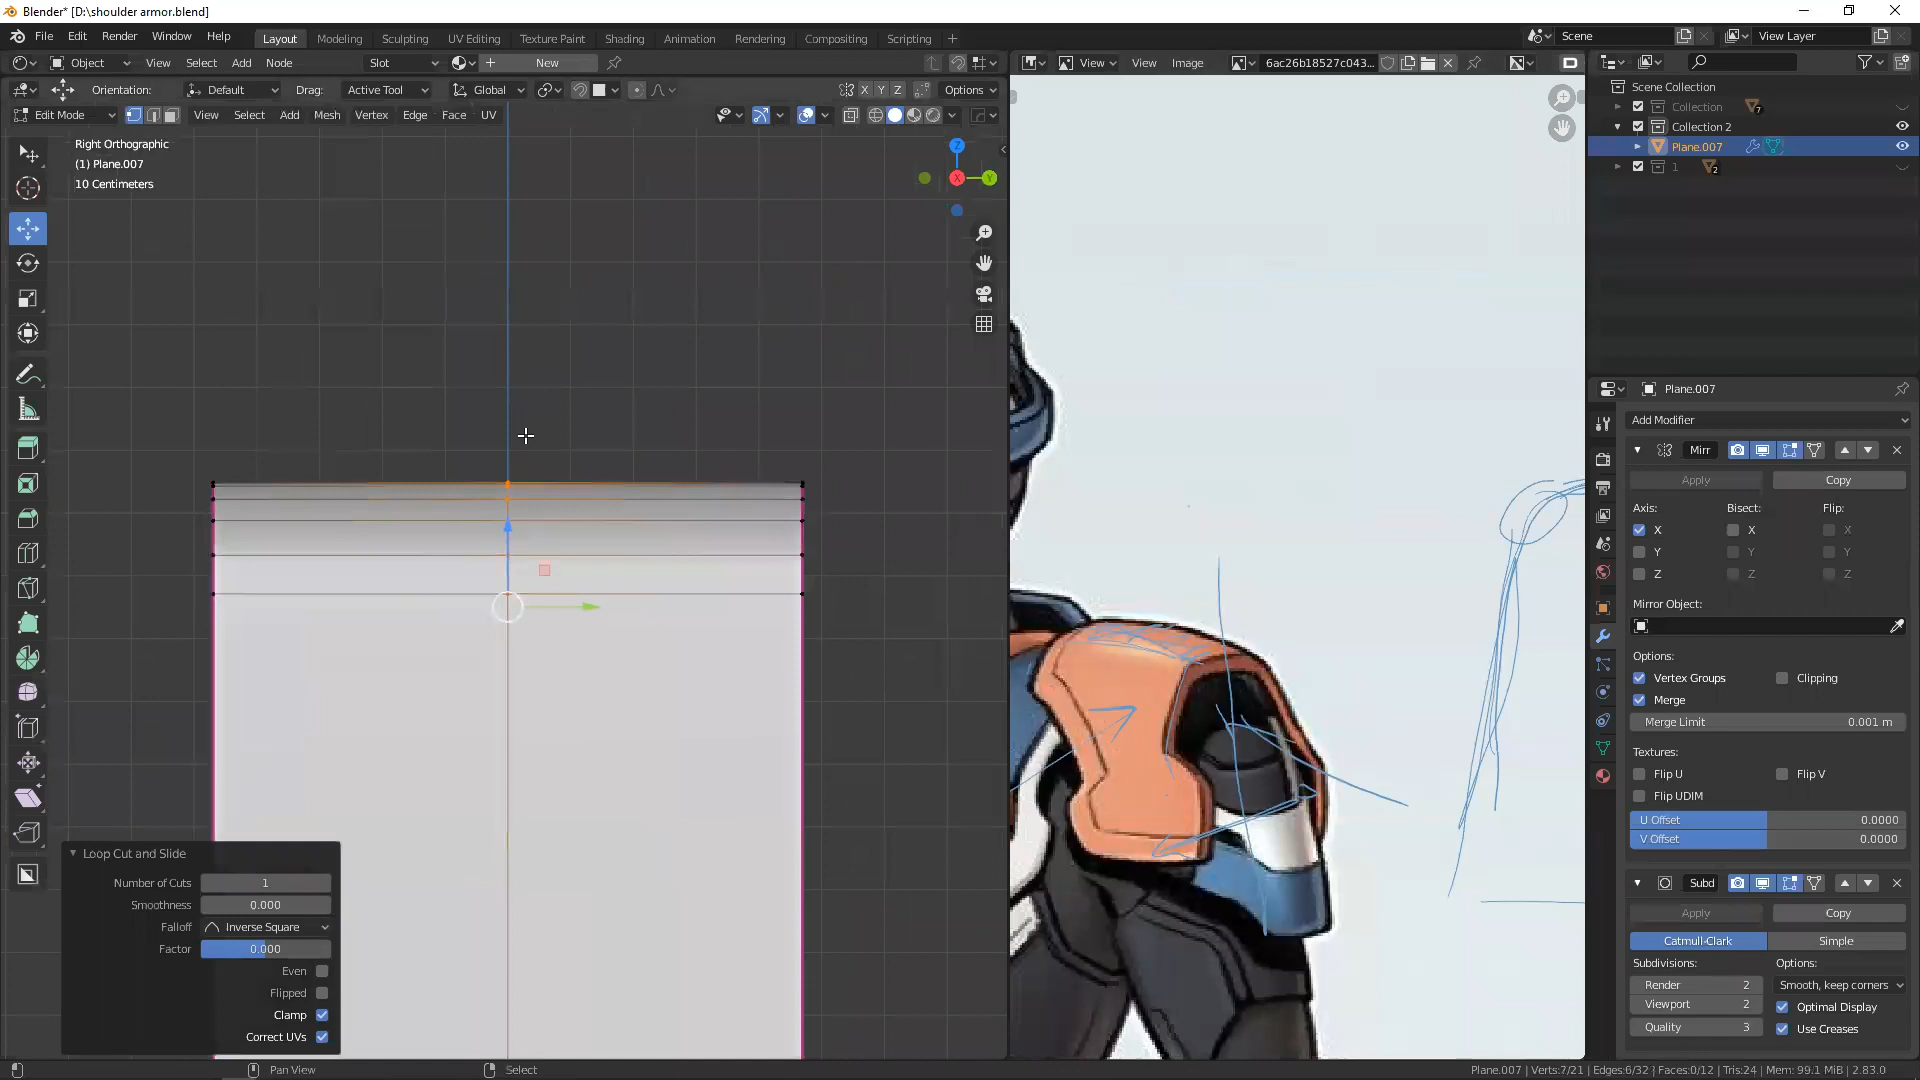 Blender* [D:\shoulder armor.blend]
File Edit Render Window Help Layout Modeling Sculpting UV Editing Texture Paint Shading Animation Rendering Compositing Scripting Scene View Layer
Object View Select Add Node Slot New View View Image 6ac26b18527c043...
Orientation: Default Drag: Active Tool Global X Y Z Options
Edit Mode View Select Add Mesh Vertex Edge Face UV
Right Orthographic
(1) Plane.007
10 Centimeters
Z
X
Y
Scene Collection
Collection 7
Collection 2
Plane.007
1 2
Plane.007
Add Modifier
Mirr
Apply Copy
Axis: Bisect: Flip:
X X X
Y Y Y
Z Z Z
Mirror Object:
Options:
Vertex Groups Clipping
Merge
Merge Limit 0.001 m
Textures:
Flip U Flip V
Flip UDIM
U Offset 0.0000
V Offset 0.0000
Subd
Apply Copy
Catmull-Clark Simple
Subdivisions: Options:
Render 2 Smooth, keep corners
Viewport 2 Optimal Display
Quality 3 Use Creases
Loop Cut and Slide
Number of Cuts 1
Smoothness 0.000
Falloff Inverse Square
Factor 0.000
Even
Flipped
Clamp
Correct UVs
Pan View Select Plane.007 | Verts:7/21 | Edges:6/32 | Faces:0/12 | Tris:24 | Mem: 99.1 MiB | 2.83.0